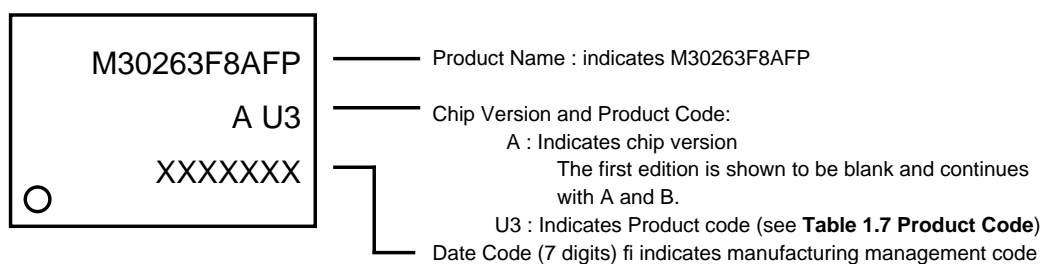 M30263F8AFP
A U3
XXXXXXX
Product Name : indicates M30263F8AFP
Chip Version and Product Code:
A : Indicates chip version
The first edition is shown to be blank and continues
with A and B.
U3 : Indicates Product code (see Table 1.7 Product Code)
Date Code (7 digits) fi indicates manufacturing management code